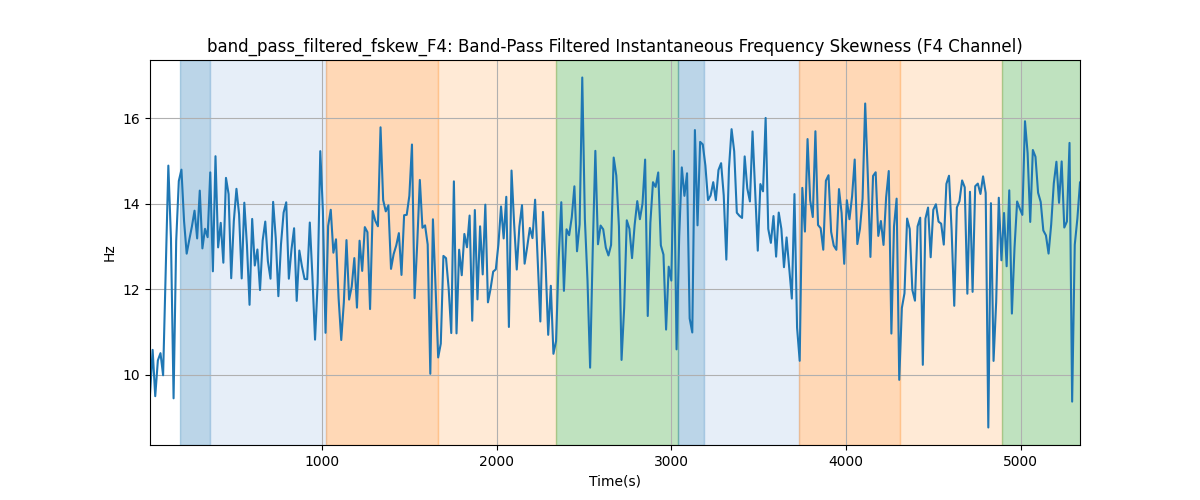 band_pass_filtered_fskew_F4: Band-Pass Filtered Instantaneous Frequency Skewness (F4 Channel)
16
14
12
10
Hz
1000 2000 3000 4000 5000
Time(s)